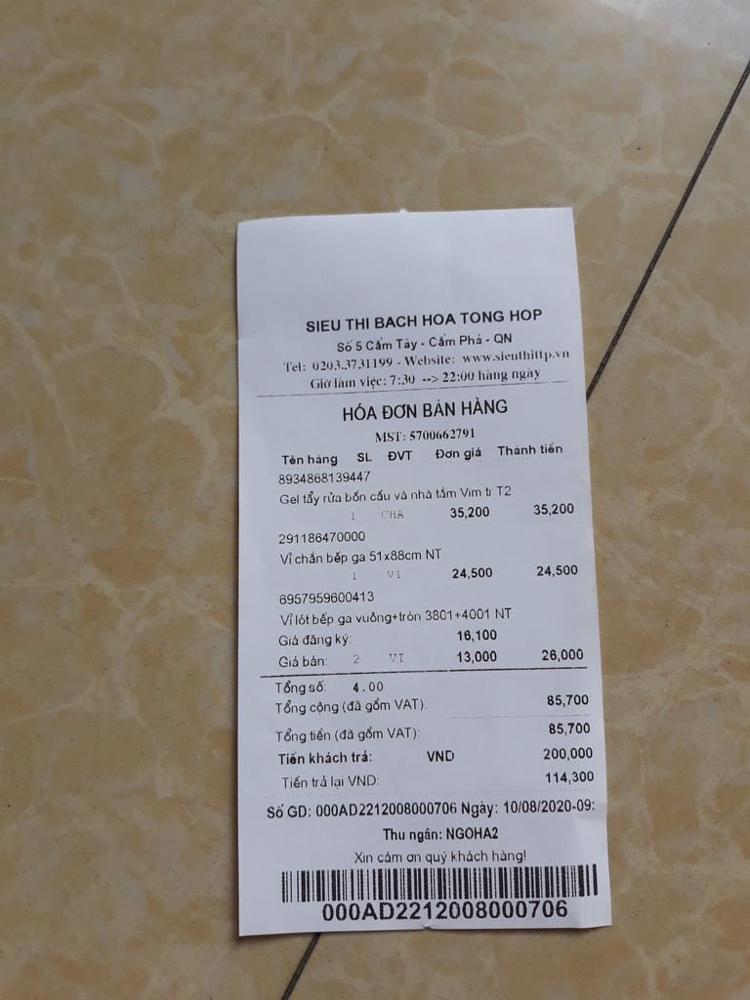 SIEU THI BACH HOA TONG HOP
Số 5 Cẩm Tây - Cẩm Phả - QN
Tel: 0203.3731199 - Website: www.sieuthittp.vn
Giờ làm việc: 7:30 --> 22:00 hàng ngày
HÓA ĐƠN BÁN HÀNG
MST: 5700662791
Tên hàng SL ĐVT Đơn giá Thành tiền
8934868139447
Gel tẩy rửa bồn cầu và nhà tắm Vim tr T2
1 CHA 35,200 35,200
291186470000
Vỉ chắn bếp ga 51x88cm NT
1 VI 24,500 24,500
6957959600413
Vỉ lót bếp ga vuông+tròn 3801+4001 NT
Giá đăng ký: 16,100
Giá bán: 2 VI 13,000 26,000
Tổng số: 4.00
Tổng cộng (đã gồm VAT): 85,700
Tổng tiền (đã gồm VAT): 85,700
Tiền khách trả: VND 200,000
Tiền trả lại VND: 114,300
Số GD: 000AD2212008000706 Ngày: 10/08/2020-09:
Thu ngân: NGOHA2
Xin cám ơn quý khách hàng!
000AD2212008000706